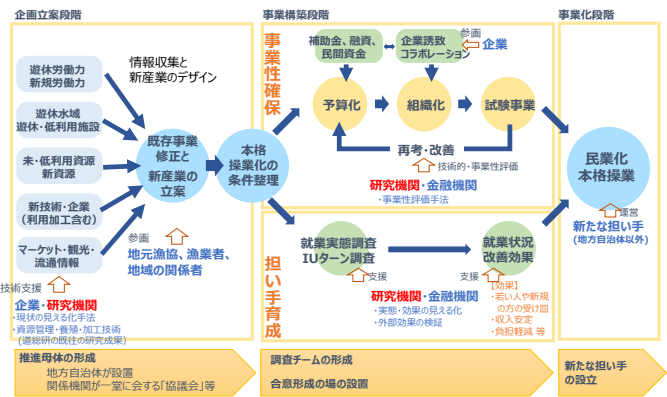 企画立案段階
事業構築段階
事業化段階
遊休労働力
新規労働力
遊休水域
遊休・低利用施設
未・低利用資源
新資源
新技術・企業
(利用加工含む)
マーケット・観光・
流通情報
情報収集と
新産業のデザイン
既存事業
修正と
新産業の
立案
本格
操業化の
条件整理
参画
地元漁協、漁業者、
地域の関係者
技術支援
企業・研究機関
・現状の見える化手法
・資源管理・養殖・加工技術
(道総研の既往の研究成果)
事業性確保
補助金、融資、
民間資金
企業誘致
コラボレーション
参画
企業
予算化
組織化
試験事業
再考・改善
技術的・事業性評価
研究機関・金融機関
・事業性評価手法
担い手育成
就業実態調査
IUターン調査
就業状況
改善効果
支援
支援
研究機関・金融機関
・実態・効果の見える化
・外部効果の検証
【効果】
・若い人や新規
の方の受け皿
・収入安定
・負担軽減 等
民業化
本格操業
運営
新たな担い手
(地方自治体以外)
推進母体の形成
地方自治体が設置
関係機関が一堂に会する「協議会」等
調査チームの形成
合意形成の場の設置
新たな担い手
の設立